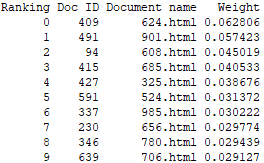 Ranking Doc ID Document name Weight
0 409 624.html 0.062806
1 491 901.html 0.057423
2 94 608.html 0.045019
3 415 685.html 0.040533
4 427 325.html 0.038676
5 591 524.html 0.031372
6 337 985.html 0.030222
7 230 656.html 0.029774
8 346 780.html 0.029439
9 639 706.html 0.029127